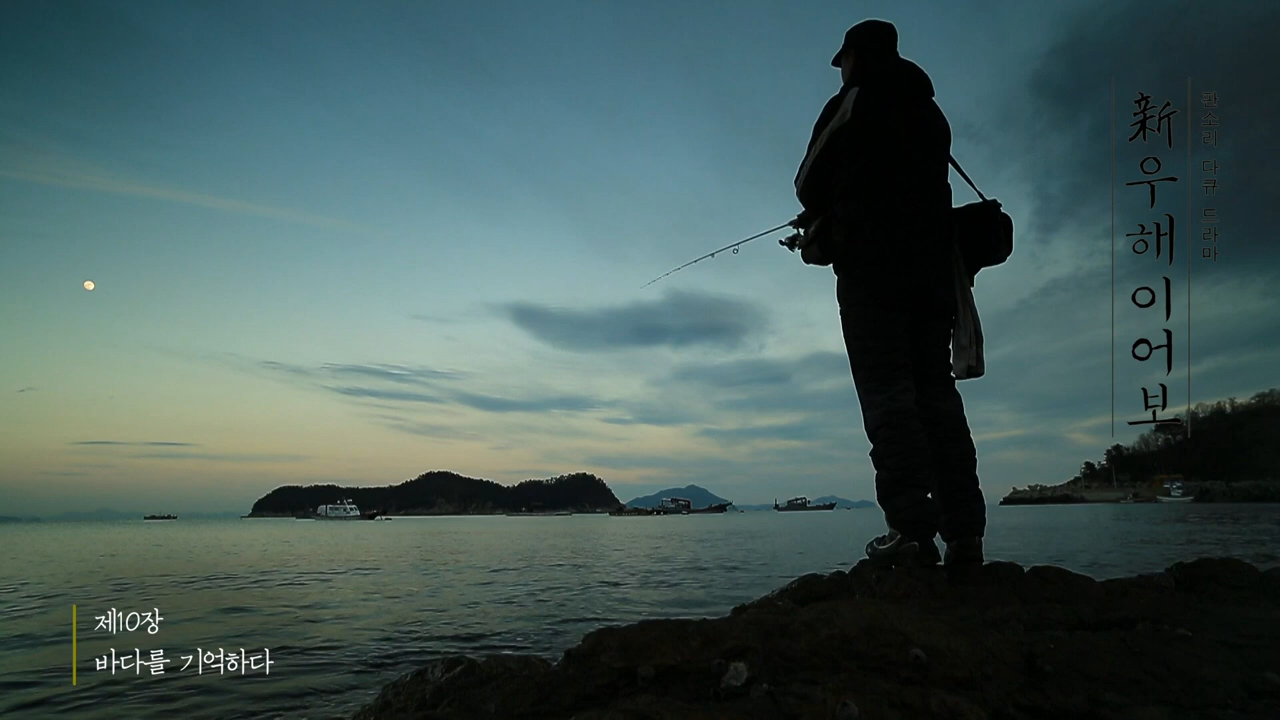 판소리 다큐 드라마
新우해이어보
제10장
바다를 기억하다